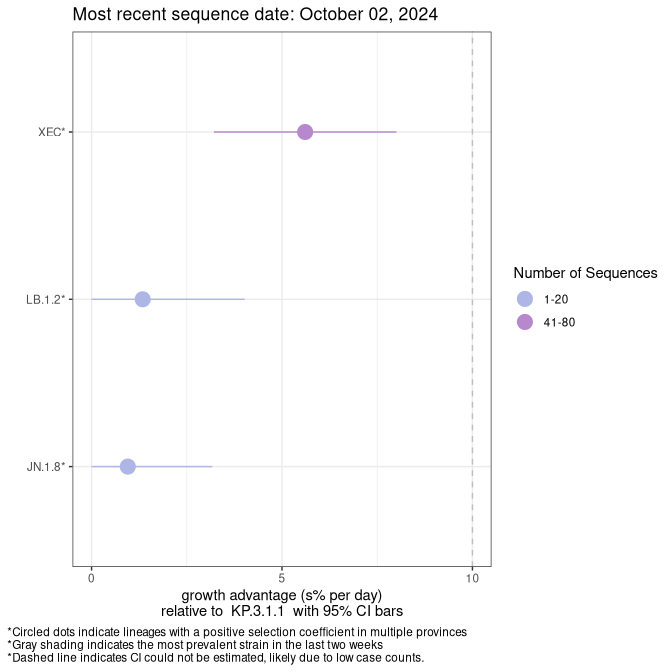 Most recent sequence date: October 02, 2024
XEC*
LB.1.2*
JN.1.8*
0
5
10
growth advantage (s% per day)
relative to  KP.3.1.1  with 95% CI bars
Number of Sequences
1-20
41-80
*Circled dots indicate lineages with a positive selection coefficient in multiple provinces
*Gray shading indicates the most prevalent strain in the last two weeks
*Dashed line indicates CI could not be estimated, likely due to low case counts.